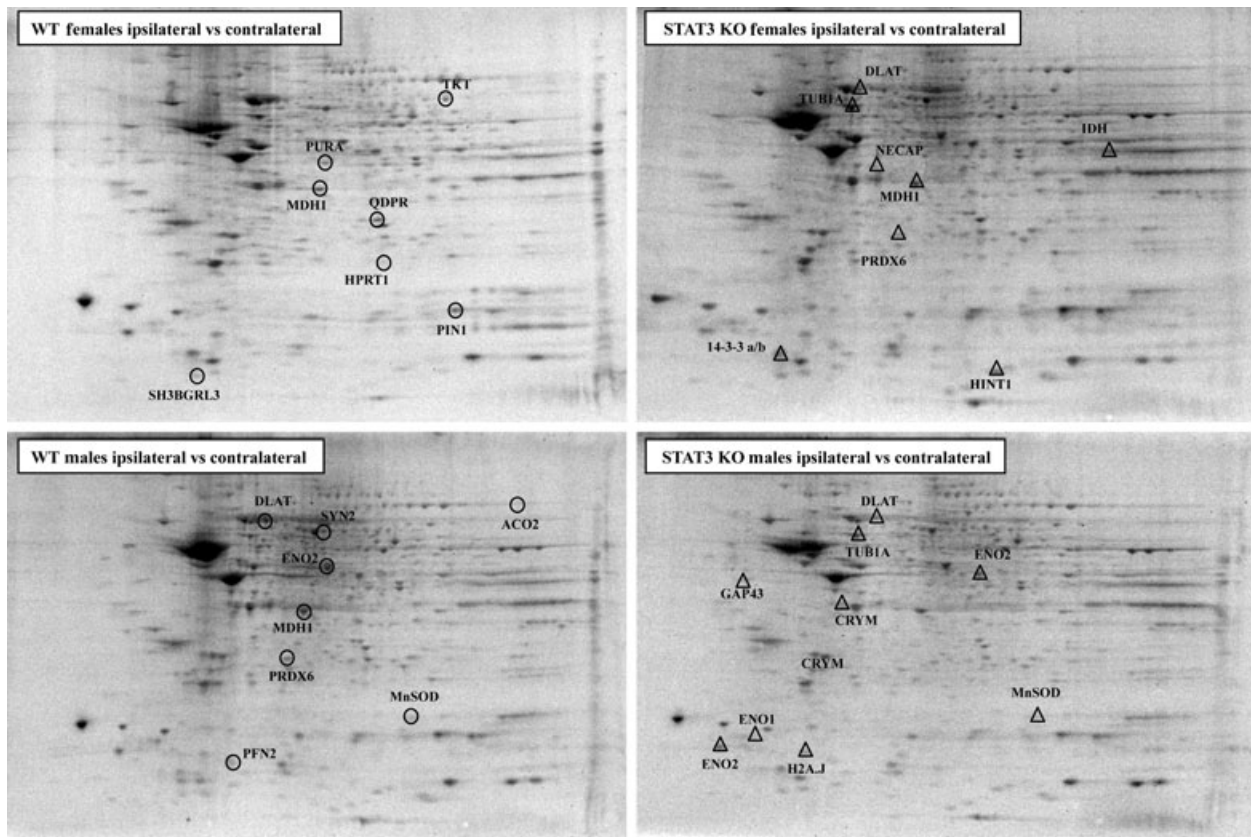 WT females ipsilateral vs contralateral
TKT
PURA
MDH1
QDPR
HPRT1
PIN1
SH3BGRL3
STAT3 KO females ipsilateral vs contralateral
DLAT
TUB1A
IDH
NECAP
MDH1
PRDX6
14-3-3 a/b
HINT1
WT males ipsilateral vs contralateral
DLAT
SYN2
ACO2
ENO2
MDH1
PRDX6
MnSOD
PFN2
STAT3 KO males ipsilateral vs contralateral
DLAT
TUB1A
ENO2
GAP43
CRYM
CRYM
MnSOD
ENO1
ENO2
H2A.J